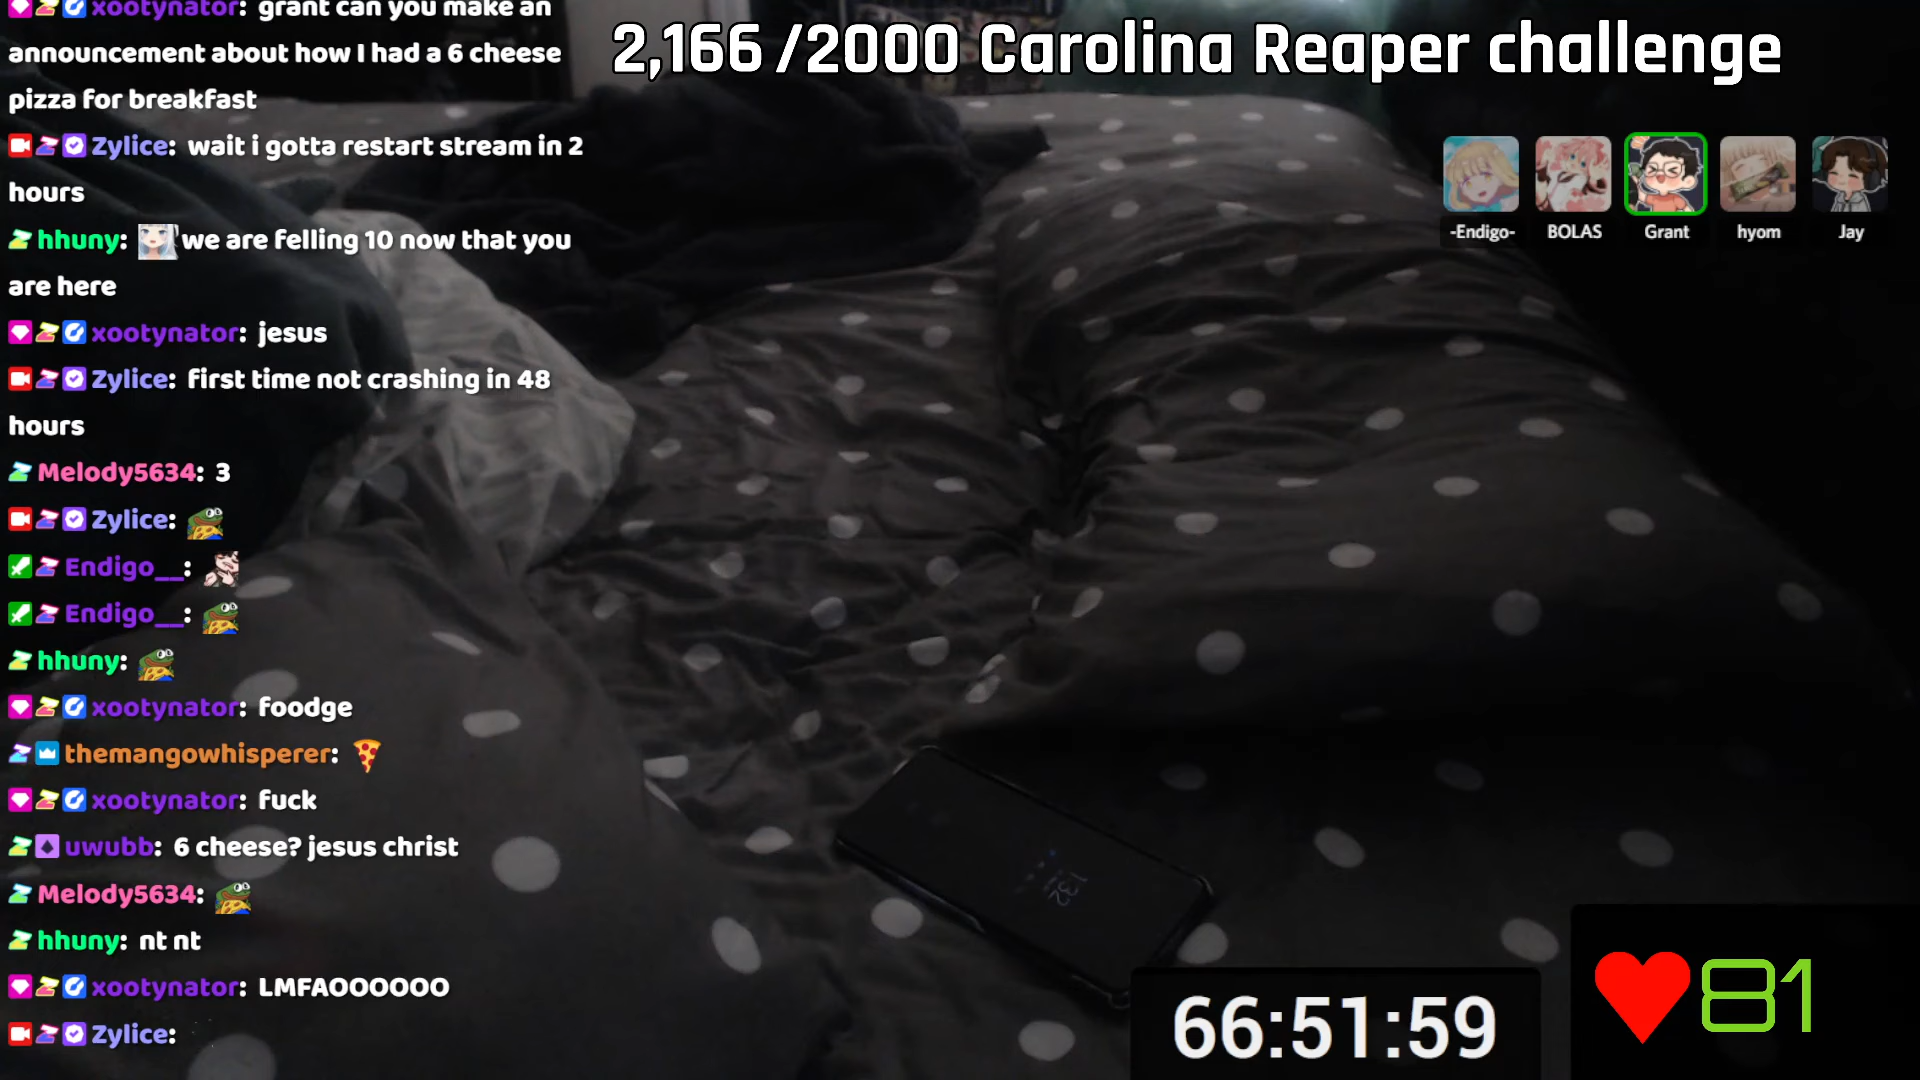 xootynator: grant can you make an
announcement about how I had a 6 cheese
pizza for breakfast
Zylice: wait i gotta restart stream in 2
hours
hhuny: we are felling 10 now that you
are here
xootynator: jesus
Zylice: first time not crashing in 48
hours
Melody5634: 3
Zylice:
Endigo__:
Endigo__:
hhuny:
xootynator: foodge
themangowhisperer:
xootynator: fuck
uwubb: 6 cheese? jesus christ
Melody5634:
hhuny: nt nt
xootynator: LMFAOOOOOO
Zylice:
2,166 /2000 Carolina Reaper challenge
-Endigo- BOLAS Grant hyom Jay
66:51:59
81